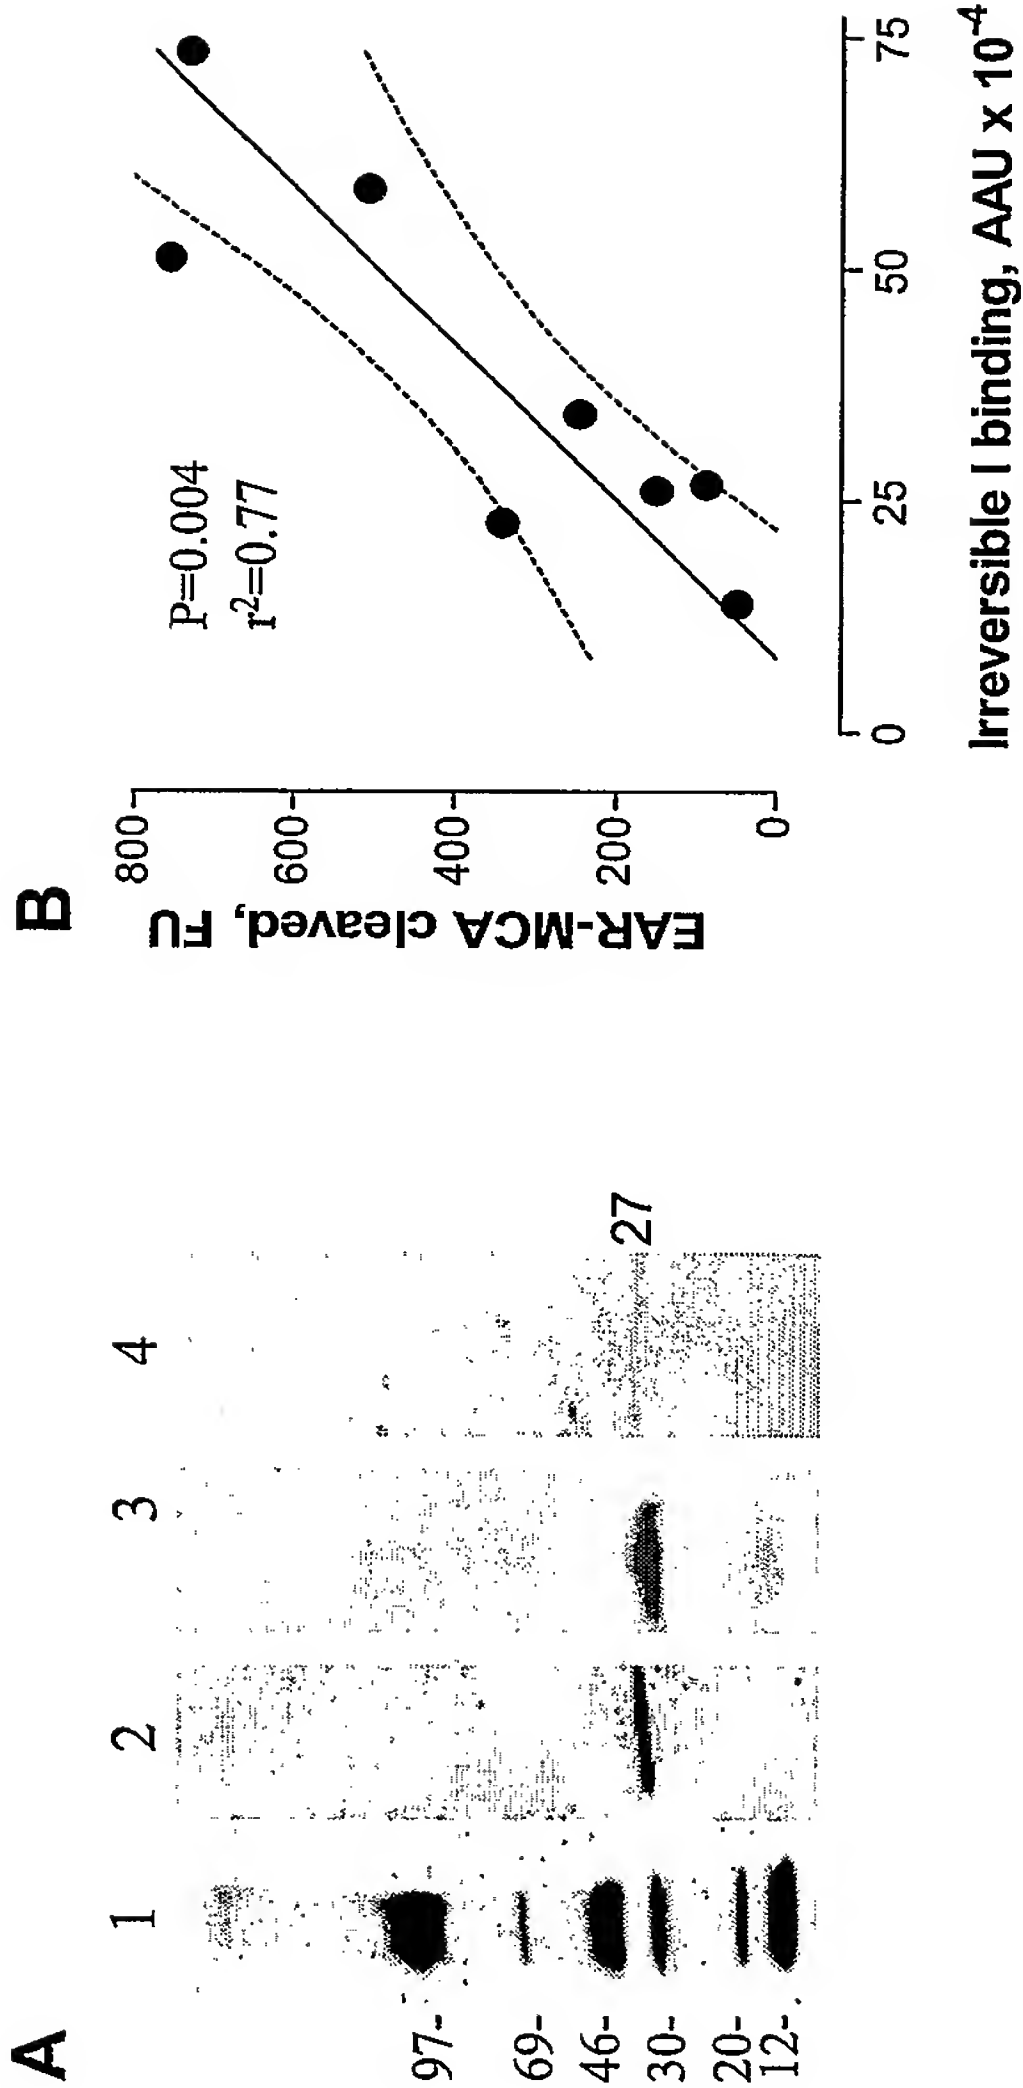 A
1 2 3 4
97-
69-
46-
30-
20-
12-
27
B
P=0.004
r²=0.77
EAR-MCA cleaved, FU
800-
600-
400-
200-
0-
0 25 50 75
Irreversible I binding, AAU x 10⁻⁴